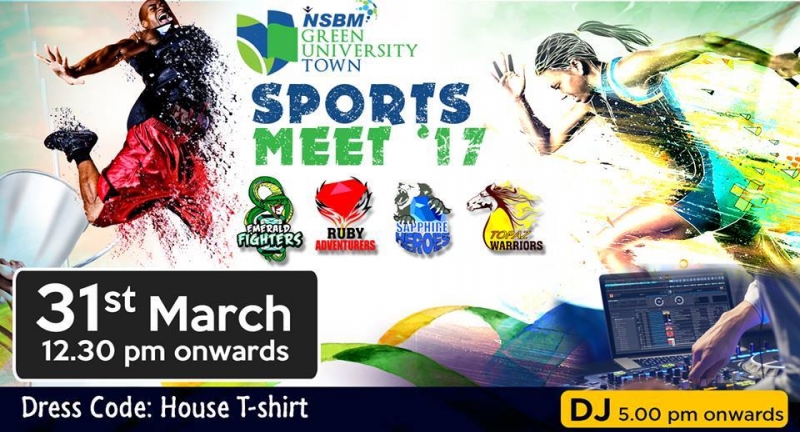 NSBM
GREEN
UNIVERSITY
TOWN
SPORTS
MEET '17
EMERALD
FIGHTERS
RUBY
ADVENTURERS
SAPPHIRE
HEROES
TOPAZ
WARRIORS
31st March
12.30 pm onwards
Dress Code: House T-shirt
DJ 5.00 pm onwards